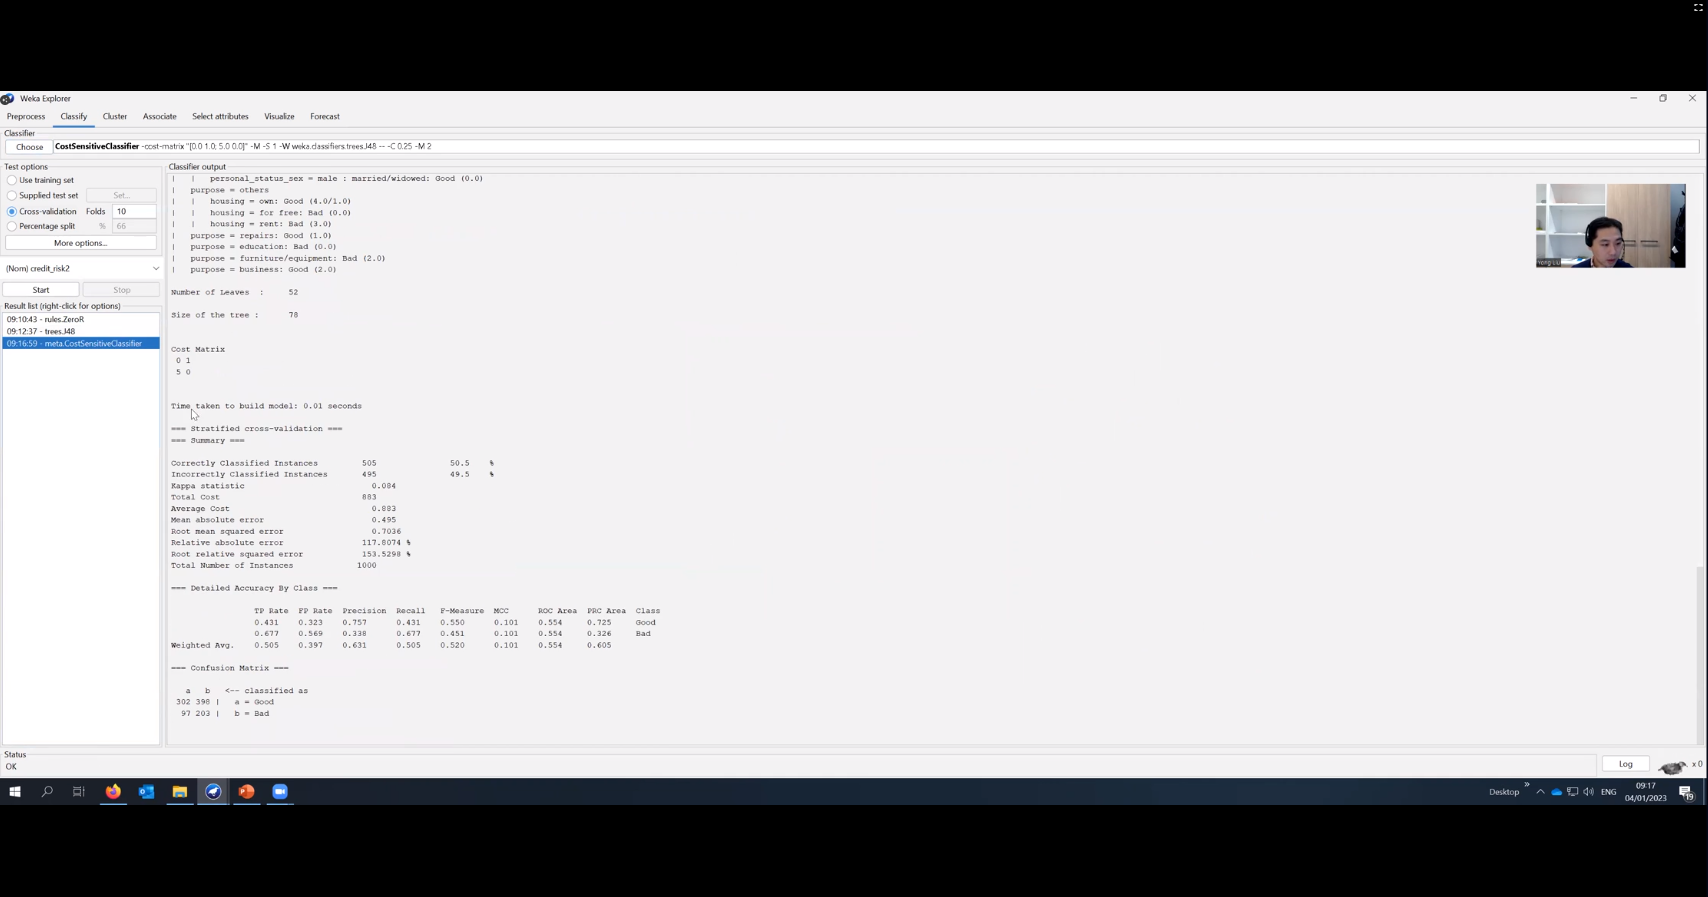 Weka Explorer
Preprocess Classify Cluster Associate Select attributes Visualize Forecast
Classifier
Choose CostSensitiveClassifier -cost-matrix "[0.0 1.0; 5.0 0.0]" -M -S 1 -W weka.classifiers.trees.J48 -- -C 0.25 -M 2
Test options
Use training set
Supplied test set Set...
Cross-validation Folds 10
Percentage split % 66
More options...
(Nom) credit_risk2
Start Stop
Result list (right-click for options)
09:10:43 - rules.ZeroR
09:12:37 - trees.J48
09:16:59 - meta.CostSensitiveClassifier
Classifier output
| | personal_status_sex = male : married/widowed: Good (0.0)
| purpose = others
| | housing = own: Good (4.0/1.0)
| | housing = for free: Bad (0.0)
| | housing = rent: Bad (3.0)
| purpose = repairs: Good (1.0)
| purpose = education: Bad (0.0)
| purpose = furniture/equipment: Bad (2.0)
| purpose = business: Good (2.0)
Number of Leaves : 52
Size of the tree : 78
Cost Matrix
0 1
5 0
Time taken to build model: 0.01 seconds
=== Stratified cross-validation ===
=== Summary ===
Correctly Classified Instances 505 50.5 %
Incorrectly Classified Instances 495 49.5 %
Kappa statistic 0.084
Total Cost 883
Average Cost 0.883
Mean absolute error 0.495
Root mean squared error 0.7036
Relative absolute error 117.8074 %
Root relative squared error 153.5298 %
Total Number of Instances 1000
=== Detailed Accuracy By Class ===
TP Rate FP Rate Precision Recall F-Measure MCC ROC Area PRC Area Class
0.431 0.323 0.757 0.431 0.550 0.101 0.554 0.725 Good
0.677 0.569 0.338 0.677 0.451 0.101 0.554 0.326 Bad
Weighted Avg. 0.505 0.397 0.631 0.505 0.520 0.101 0.554 0.605
=== Confusion Matrix ===
a b <-- classified as
302 398 | a = Good
97 203 | b = Bad
Status
OK
Log
x 0
Desktop
ENG
09:17
04/01/2023
19